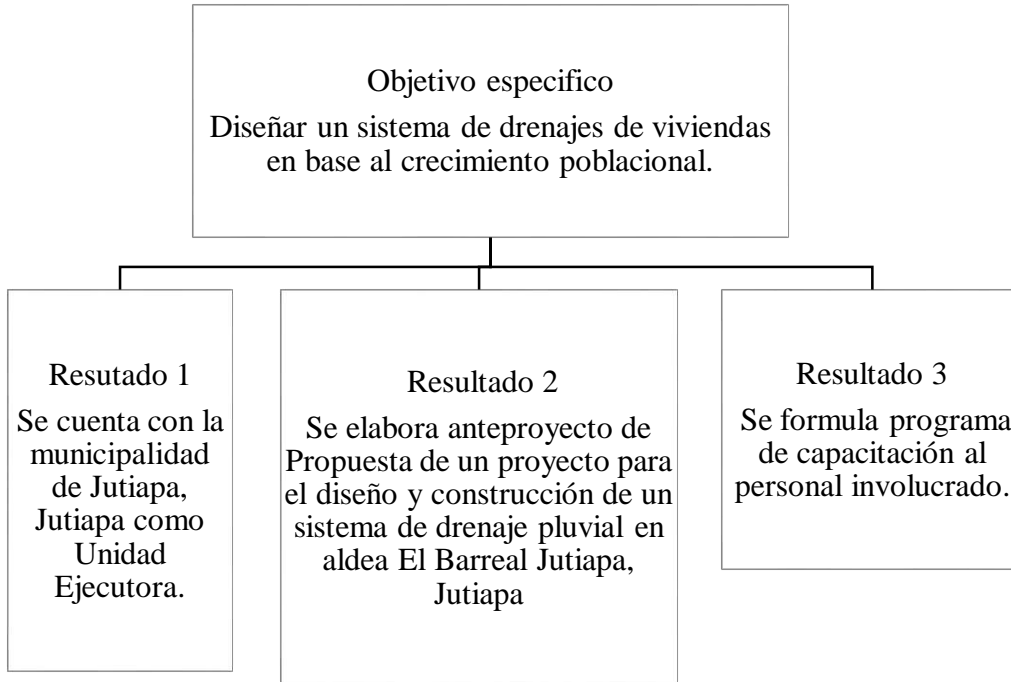 Objetivo especifico
Diseñar un sistema de drenajes de viviendas
en base al crecimiento poblacional.
Resutado 1
Se cuenta con la
municipalidad
de Jutiapa,
Jutiapa como
Unidad
Ejecutora.
Resultado 2
Se elabora anteproyecto de
Propuesta de un proyecto para
el diseño y construcción de un
sistema de drenaje pluvial en
aldea El Barreal Jutiapa,
Jutiapa
Resultado 3
Se formula programa
de capacitación al
personal involucrado.